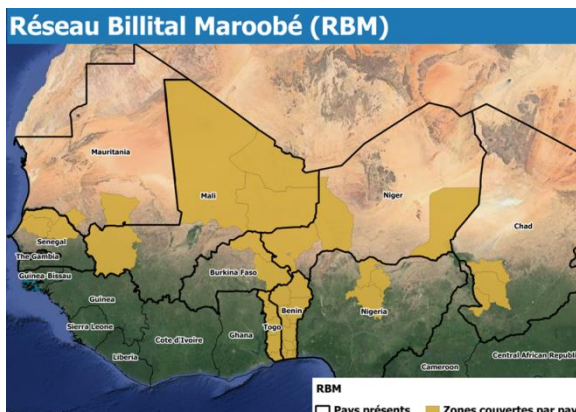 Réseau Billital Maroobé (RBM)
Mauritania
Mali
Niger
Chad
Senegal
The Gambia
Guinea Bissau
Burkina Faso
Guinea
Benin
Nigeria
Sierra Leone
Cote d'Ivoire
Ghana
Togo
Liberia
Cameroon
Central African Republi
RBM
Pays présents
Zones couvertes par pay